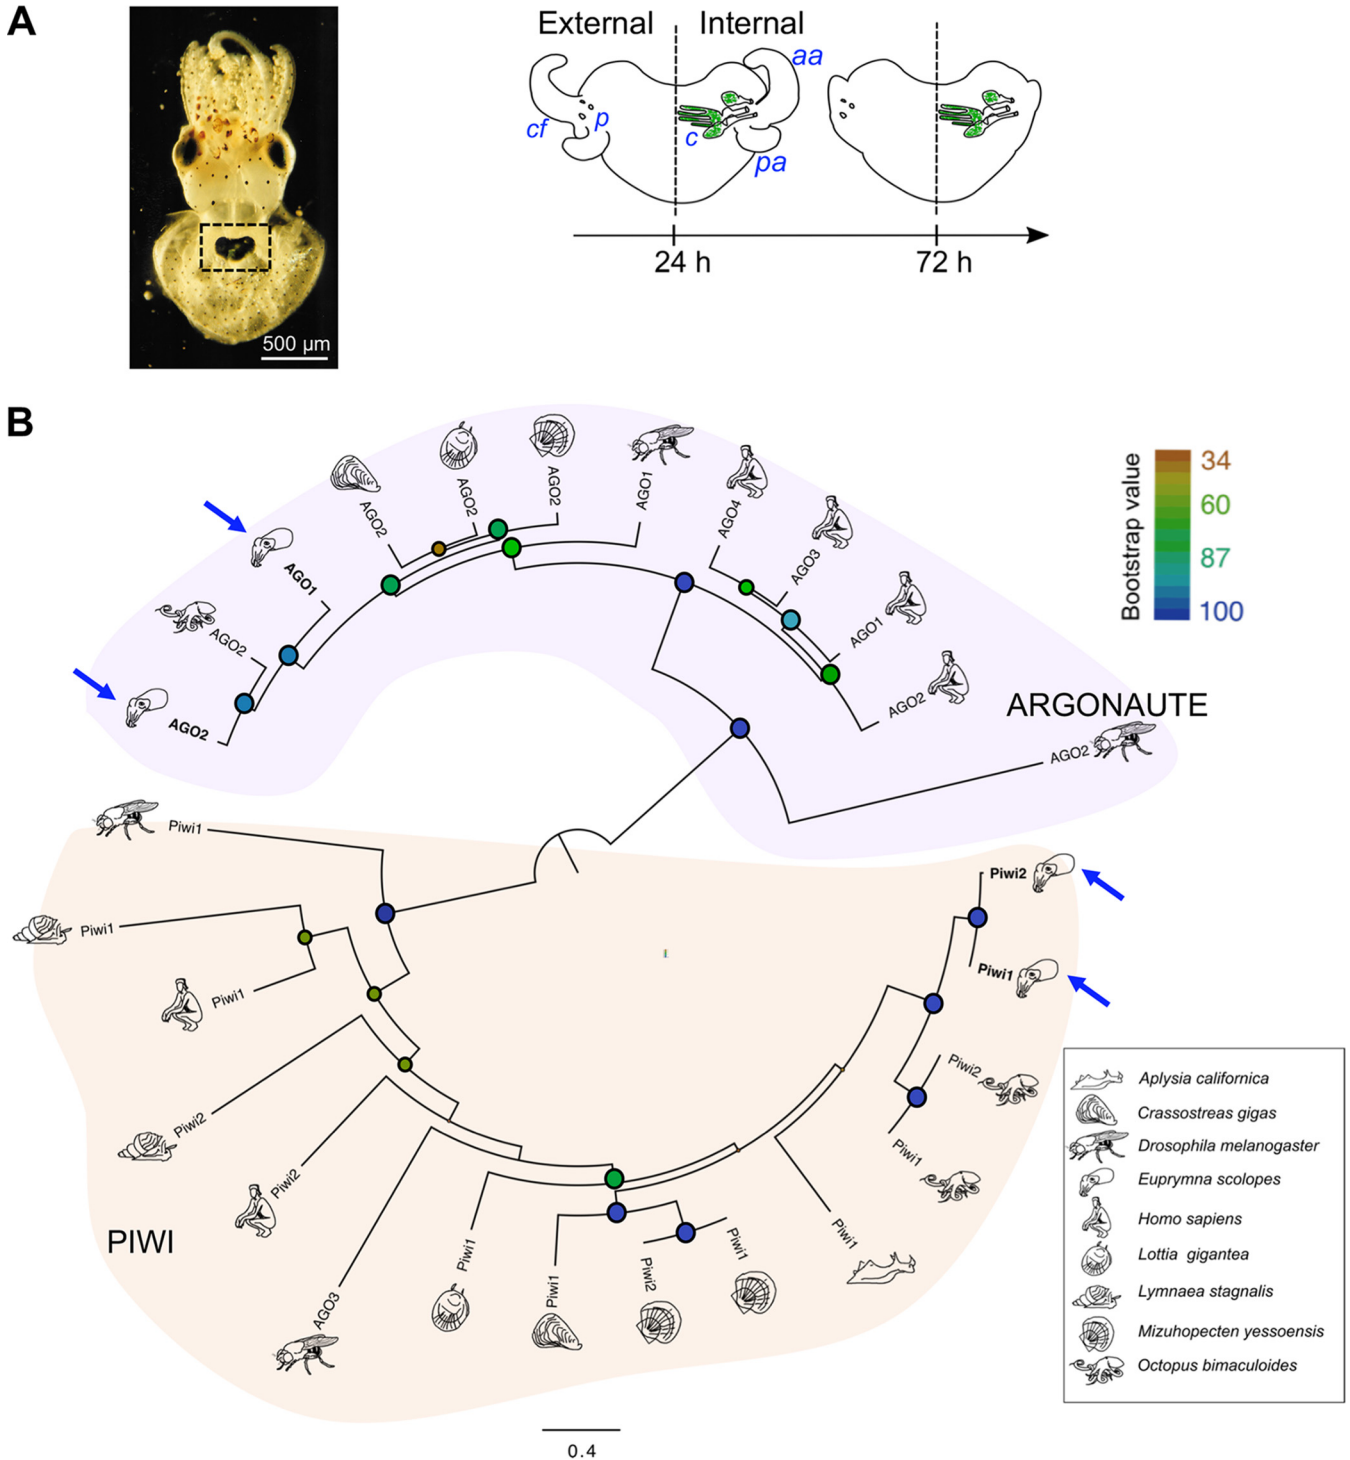 A
External
Internal
aa
cf
p
c
pa
500 µm
24 h
72 h
B
AGO2
AGO2
AGO2
AGO1
AGO4
AGO3
AGO1
AGO2
AGO1
AGO2
AGO2
AGO2
ARGONAUTE
Bootstrap value
34
60
87
100
Piwi1
Piwi1
Piwi1
Piwi2
Piwi2
AGO3
Piwi1
Piwi1
Piwi2
Piwi1
Piwi1
Piwi1
Piwi2
Piwi1
Piwi2
PIWI
Aplysia californica
Crassostreas gigas
Drosophila melanogaster
Euprymna scolopes
Homo sapiens
Lottia gigantea
Lymnaea stagnalis
Mizuhopecten yessoensis
Octopus bimaculoides
0.4